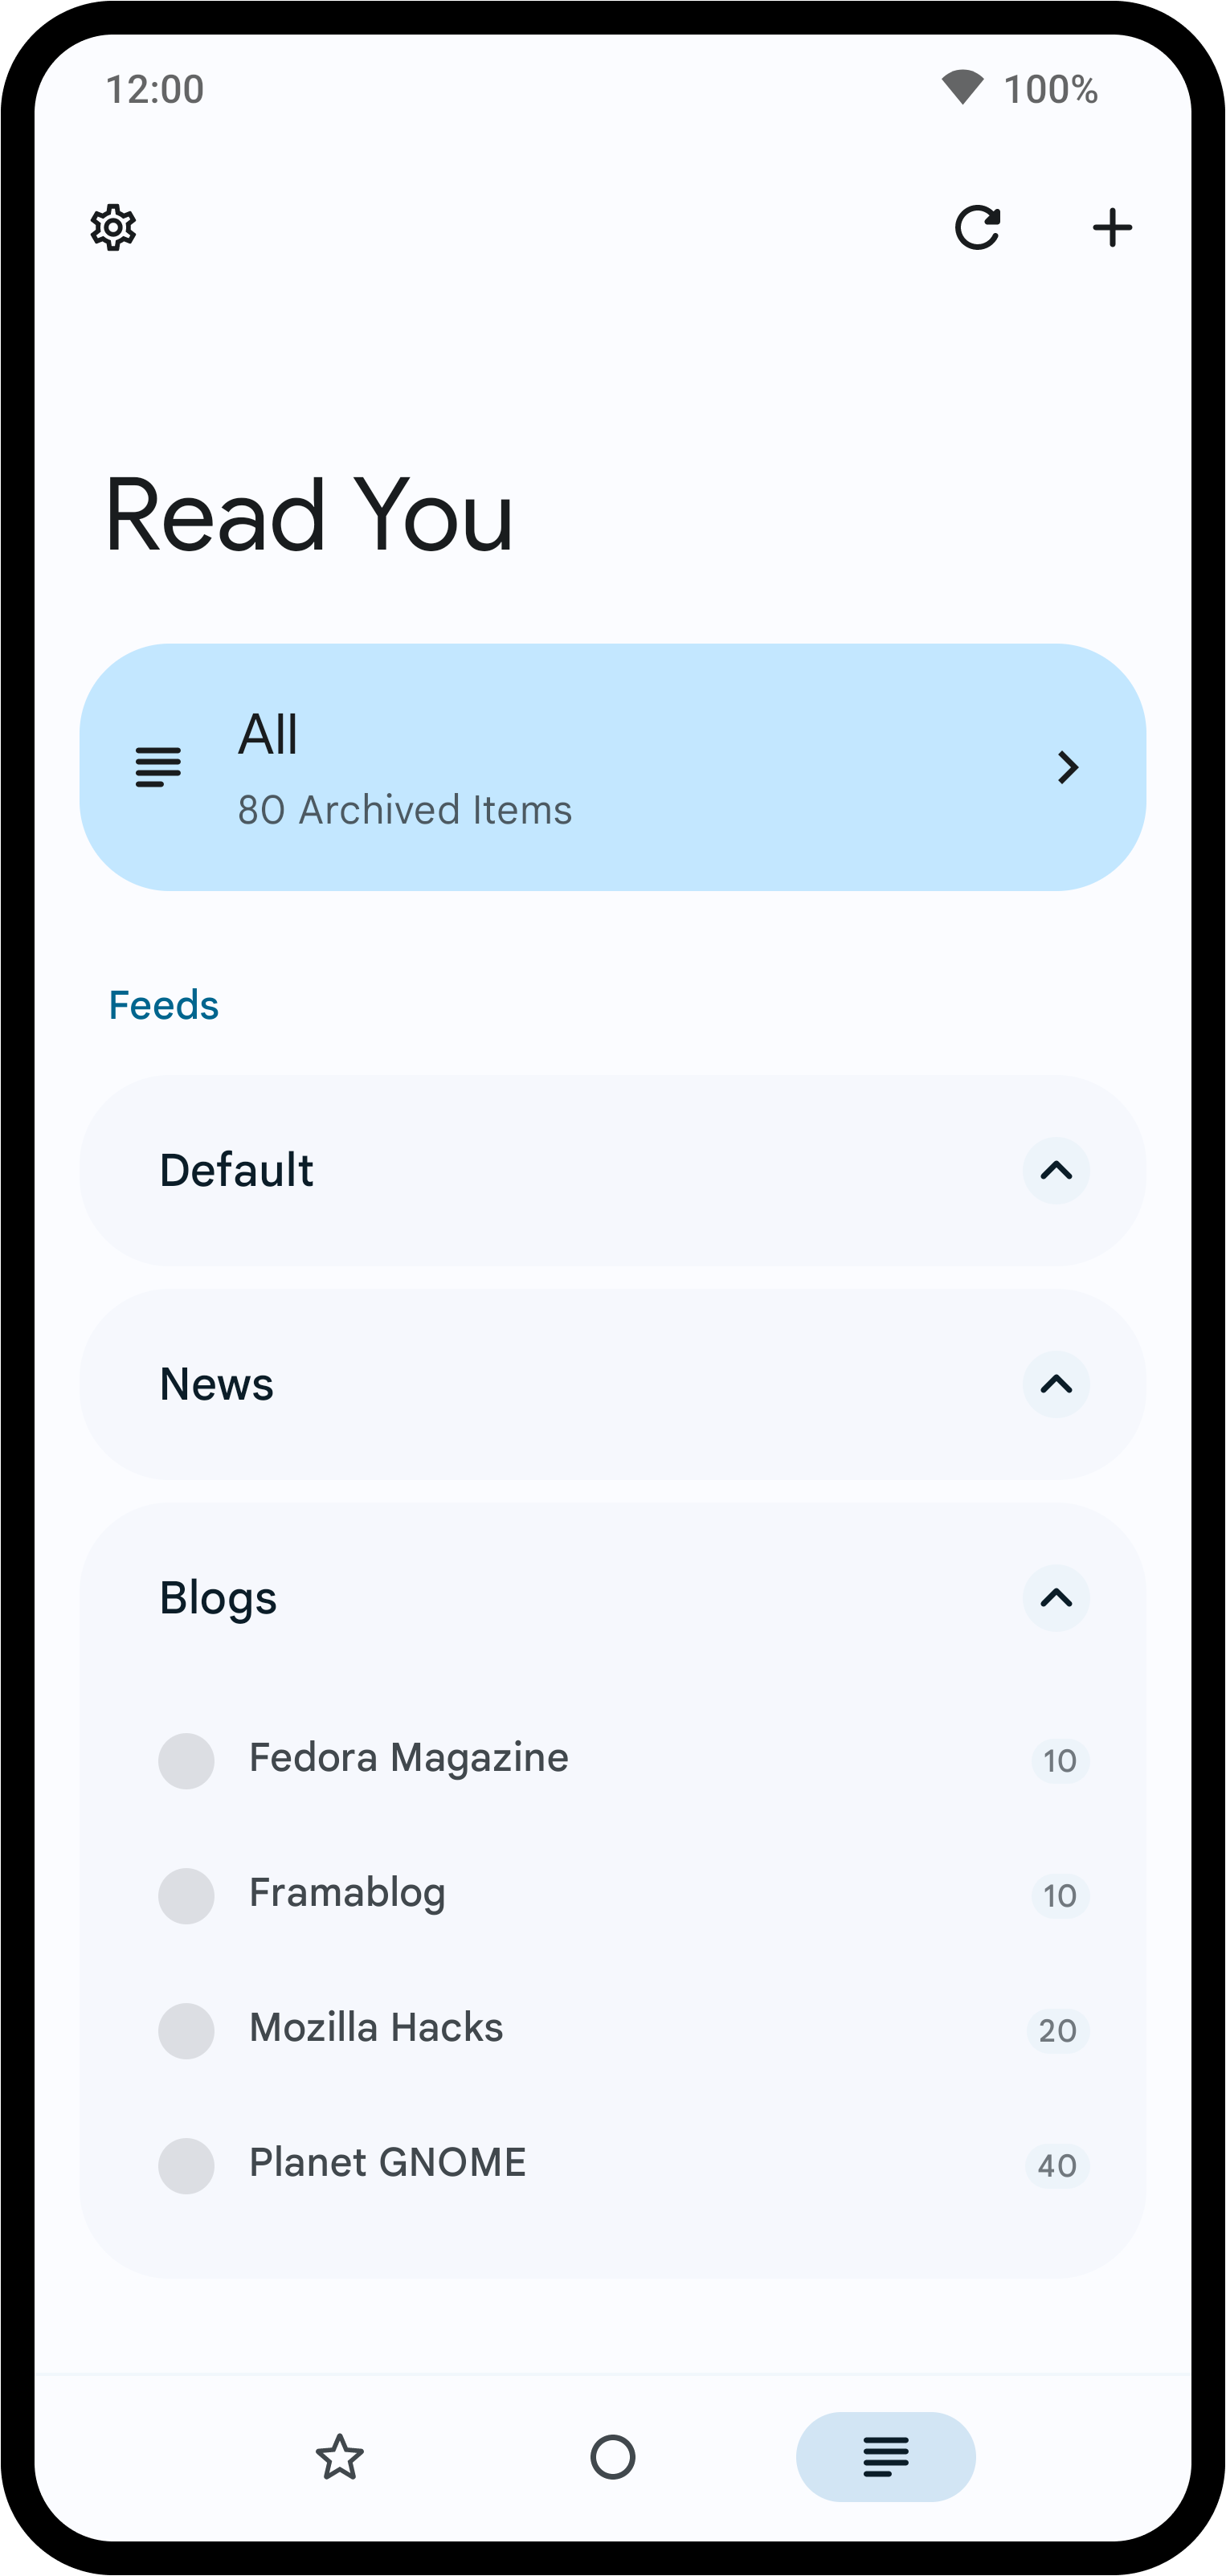 12:00
100%
Read You
All
80 Archived Items
Feeds
Default
News
Blogs
Fedora Magazine
10
Framablog
10
Mozilla Hacks
20
Planet GNOME
40